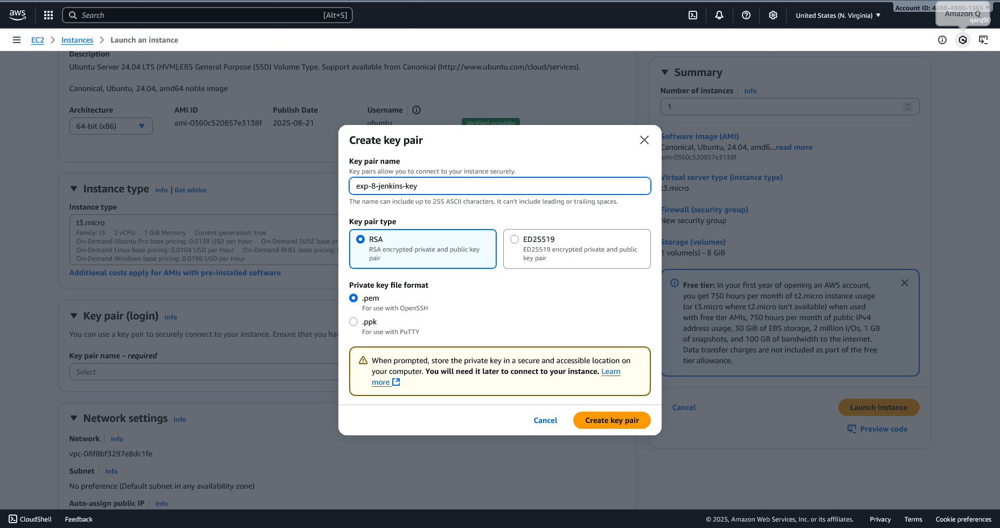 aws
Search
[Alt+S]
United States (N. Virginia)
Account ID: 4480-4980-1363
Amazon Q
qarq90
EC2
Instances
Launch an instance
Description
Ubuntu Server 24.04 LTS (HVM),EBS General Purpose (SSD) Volume Type. Support available from Canonical (http://www.ubuntu.com/cloud/services).
Canonical, Ubuntu, 24.04, amd64 noble image
Architecture
AMI ID
Publish Date
Username
64-bit (x86)
ami-0360c520857e3138f
2025-08-21
ubuntu
Verified provider
Instance type
Info
Get advice
Instance type
t3.micro
Family: t3 2 vCPU 1 GiB Memory Current generation: true
On-Demand Ubuntu Pro base pricing: 0.0139 USD per Hour On-Demand SUSE base pr
On-Demand Linux base pricing: 0.0104 USD per Hour On-Demand RHEL base pricing:
On-Demand Windows base pricing: 0.0196 USD per Hour
Additional costs apply for AMIs with pre-installed software
Key pair (login)
Info
You can use a key pair to securely connect to your instance. Ensure that you hav
Key pair name - required
Select
Network settings
Info
Network
Info
vpc-08f8bf3297e8dc1fe
Subnet
Info
No preference (Default subnet in any availability zone)
Auto-assign public IP
Info
Create key pair
Key pair name
Key pairs allow you to connect to your instance securely.
exp-8-jenkins-key
The name can include up to 255 ASCII characters. It can't include leading or trailing spaces.
Key pair type
RSA
RSA encrypted private and public key
pair
ED25519
ED25519 encrypted private and public
key pair
Private key file format
.pem
For use with OpenSSH
.ppk
For use with PuTTY
When prompted, store the private key in a secure and accessible location on
your computer. You will need it later to connect to your instance. Learn
more
Cancel
Create key pair
Summary
Number of instances
Info
1
Software Image (AMI)
Canonical, Ubuntu, 24.04, amd6...read more
ami-0360c520857e3138f
Virtual server type (instance type)
t3.micro
Firewall (security group)
New security group
Storage (volumes)
1 volume(s) - 8 GiB
Free tier: In your first year of opening an AWS account,
you get 750 hours per month of t2.micro instance usage
(or t3.micro where t2.micro isn't available) when used
with free tier AMIs, 750 hours per month of public IPv4
address usage, 30 GiB of EBS storage, 2 million I/Os, 1 GB
of snapshots, and 100 GB of bandwidth to the internet.
Data transfer charges are not included as part of the free
tier allowance.
Cancel
Launch instance
Preview code
CloudShell
Feedback
© 2025, Amazon Web Services, Inc. or its affiliates.
Privacy
Terms
Cookie preferences